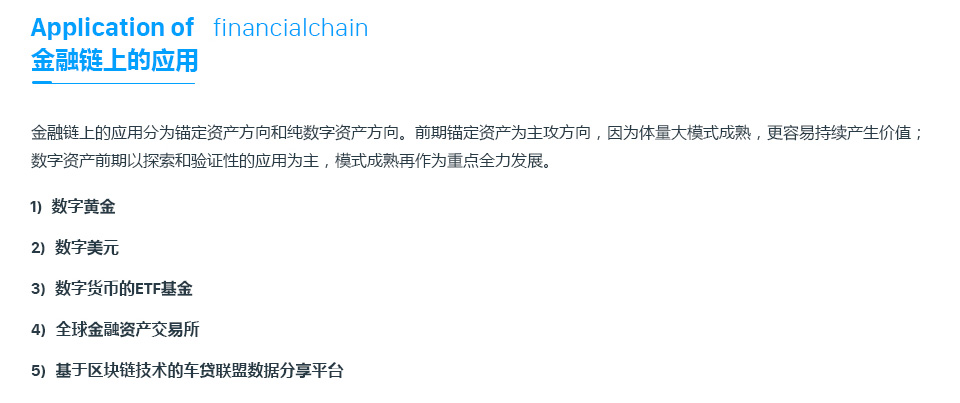 Application of financialchain
金融链上的应用
金融链上的应用分为锚定资产方向和纯数字资产方向。前期锚定资产为主攻方向，因为体量大模式成熟，更容易持续产生价值；
数字资产前期以探索和验证性的应用为主，模式成熟再作为重点全力发展。
1) 数字黄金
2) 数字美元
3) 数字货币的ETF基金
4) 全球金融资产交易所
5) 基于区块链技术的车贷联盟数据分享平台